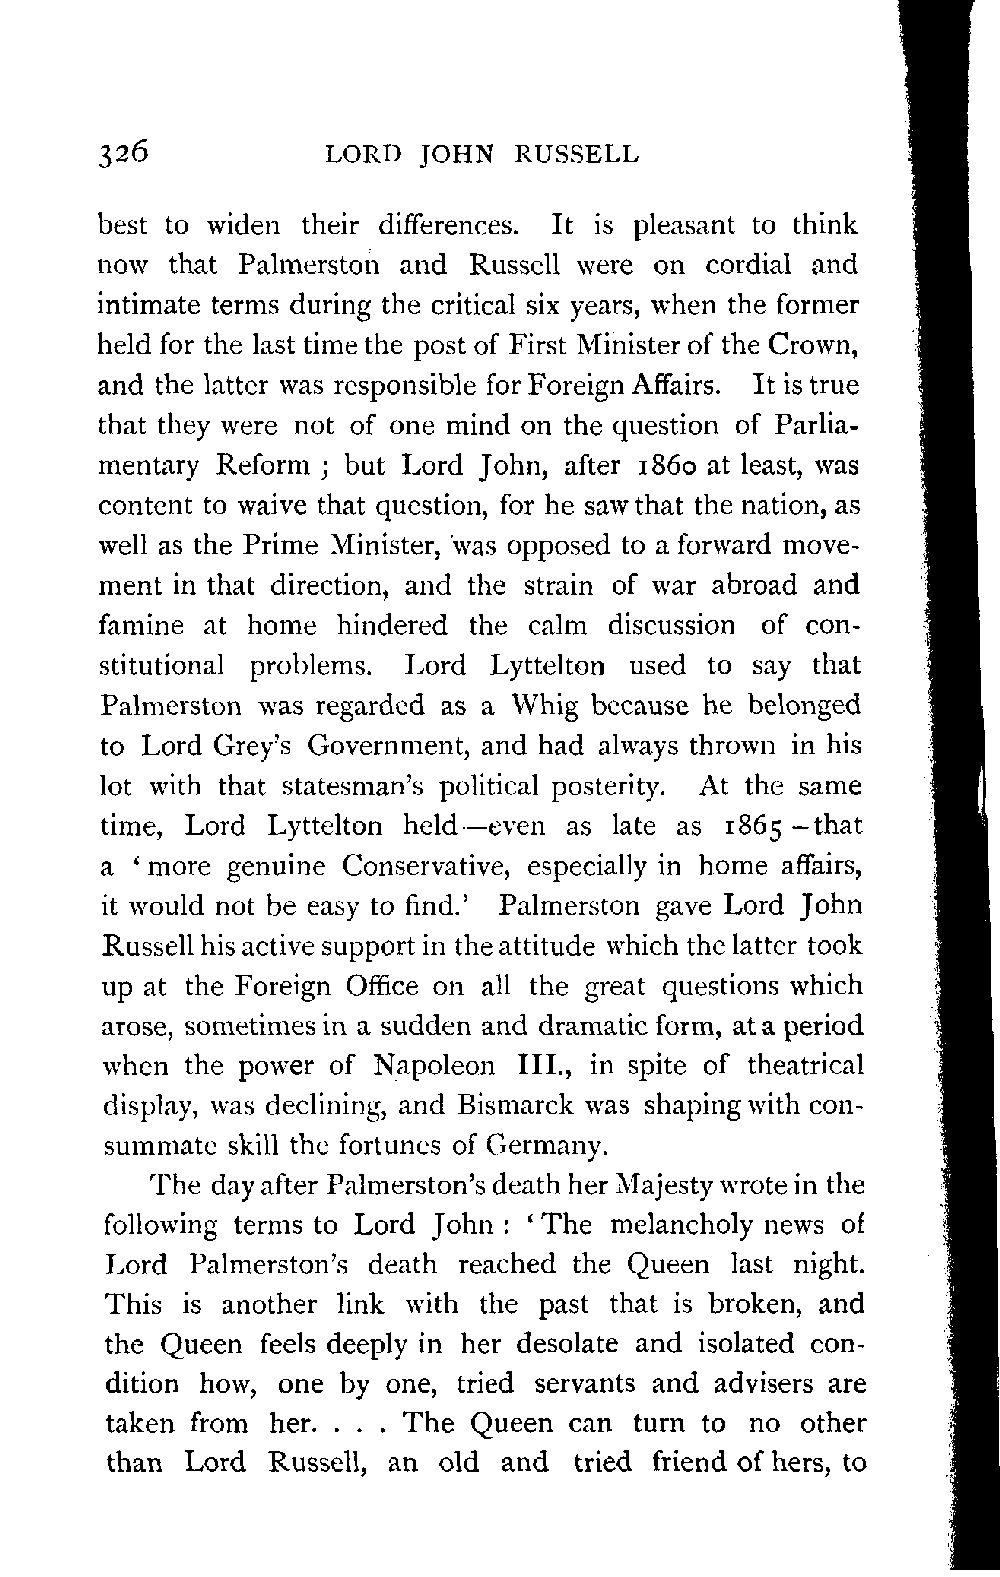 326 LORD JOHN RUSSELL
best to widen their differences. It is pleasant to think
now that Palmerston and Russell were on cordial and
intimate terms during the critical six years, when the former
held for the last time the post of First Minister of the Crown,
and the latter was responsible for Foreign Affairs. It is true
that they were not of one mind on the question of Parlia-
mentary Reform ; but Lord John, after 1860 at least, was
content to waive that question, for he saw that the nation, as
well as the Prime Minister, was opposed to a forward move-
ment in that direction, and the strain of war abroad and
famine at home hindered the calm discussion of con-
stitutional problems. Lord Lyttelton used to say that
Palmerston was regarded as a Whig because he belonged
to Lord Grey's Government, and had always thrown in his
lot with that statesman's political posterity. At the same
time, Lord Lyttelton held—even as late as 1865—that
a ‘ more genuine Conservative, especially in home affairs,
it would not be easy to find.’ Palmerston gave Lord John
Russell his active support in the attitude which the latter took
up at the Foreign Office on all the great questions which
arose, sometimes in a sudden and dramatic form, at a period
when the power of Napoleon III., in spite of theatrical
display, was declining, and Bismarck was shaping with con-
summate skill the fortunes of Germany.
The day after Palmerston's death her Majesty wrote in the
following terms to Lord John : ‘ The melancholy news of
Lord Palmerston's death reached the Queen last night.
This is another link with the past that is broken, and
the Queen feels deeply in her desolate and isolated con-
dition how, one by one, tried servants and advisers are
taken from her. . . . The Queen can turn to no other
than Lord Russell, an old and tried friend of hers, to